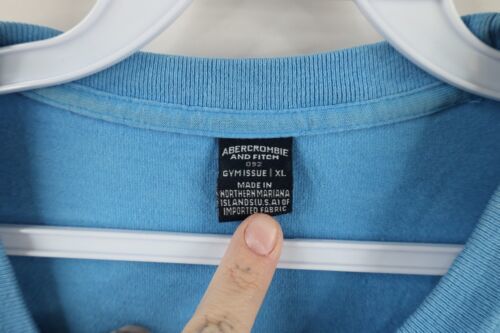 ABERCROMBIE
AND FITCH
092
GYM ISSUE | XL
MADE IN
NORTHERN MARIANA
ISLANDS(U.S.A) OF
IMPORTED FABRIC